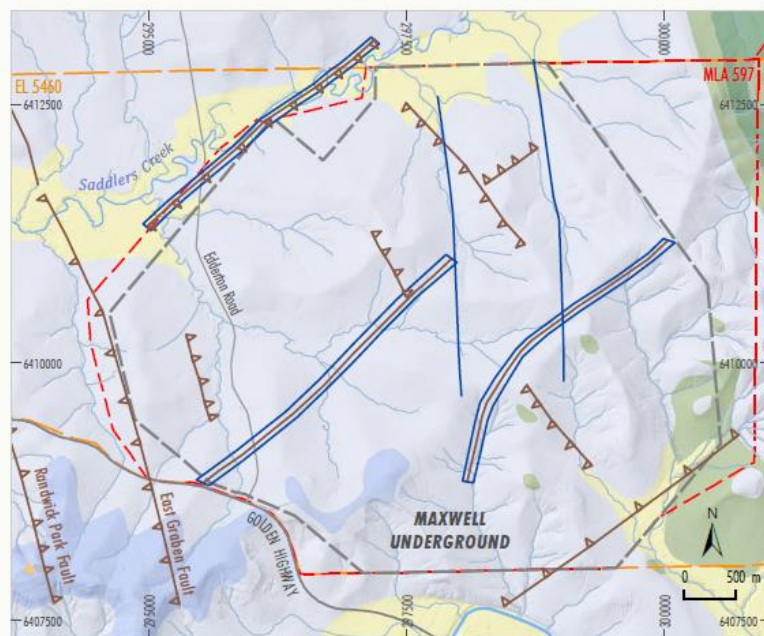 295000
297500
300000
EL 5460
MLA 597
6412500
6412500
Saddlers Creek
Edderton Road
6410000
6410000
Randwick Park Fault
East Graben Fault
GOLDEN HIGHWAY
MAXWELL
UNDERGROUND
N
0 500 m
6407500
295000
297500
300000
6407500